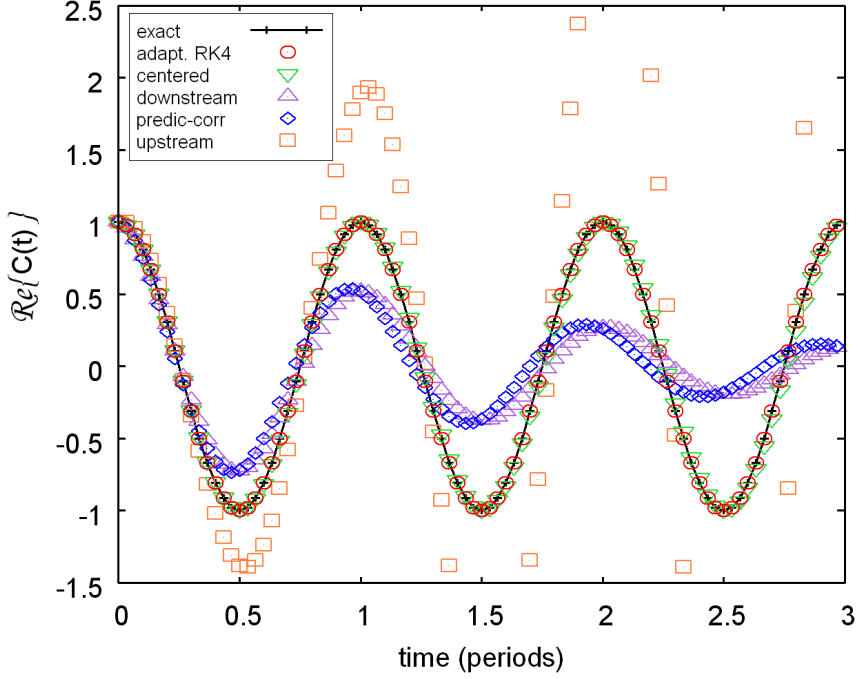 2.5
2
1.5
1
0.5
0
-0.5
-1
-1.5
exact
adapt. RK4
centered
downstream
predic-corr
upstream
ℛe{C(t)}
0 0.5 1 1.5 2 2.5 3
time (periods)